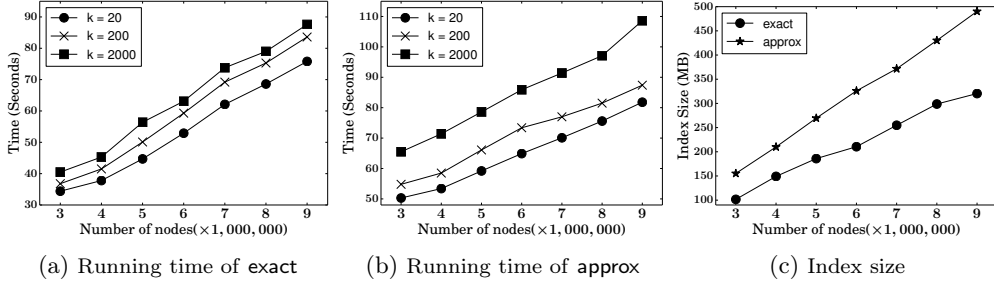 Time (Seconds)
90
80
70
60
50
40
30
k = 20
k = 200
k = 2000
3 4 5 6 7 8 9
Number of nodes(×1,000,000)
(a) Running time of exact
Time (Seconds)
110
100
90
80
70
60
50
k = 20
k = 200
k = 2000
3 4 5 6 7 8 9
Number of nodes(×1,000,000)
(b) Running time of approx
Index Size (MB)
500
450
400
350
300
250
200
150
100
exact
approx
3 4 5 6 7 8 9
Number of nodes(×1,000,000)
(c) Index size